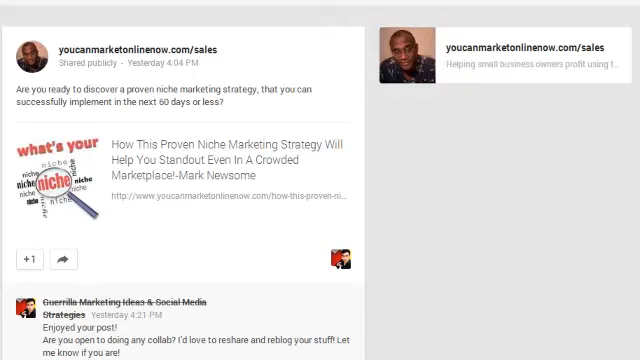 youcanmarketonlinenow.com/sales
Shared publicly - Yesterday 4:04 PM
Are you ready to discover a proven niche marketing strategy, that you can
successfully implement in the next 60 days or less?
what's your
niche
niche
niche
niche
niche
niche
How This Proven Niche Marketing Strategy Will
Help You Standout Even In A Crowded
Marketplace!-Mark Newsome
http://www.youcanmarketonlinenow.com/how-this-proven-ni...
+1
Guerrilla Marketing Ideas & Social Media
Strategies Yesterday 4:21 PM
Enjoyed your post!
Are you open to doing any collab? I'd love to reshare and reblog your stuff! Let
me know if you are!
youcanmarketonlinenow.com/sales
Helping small business owners profit using t..